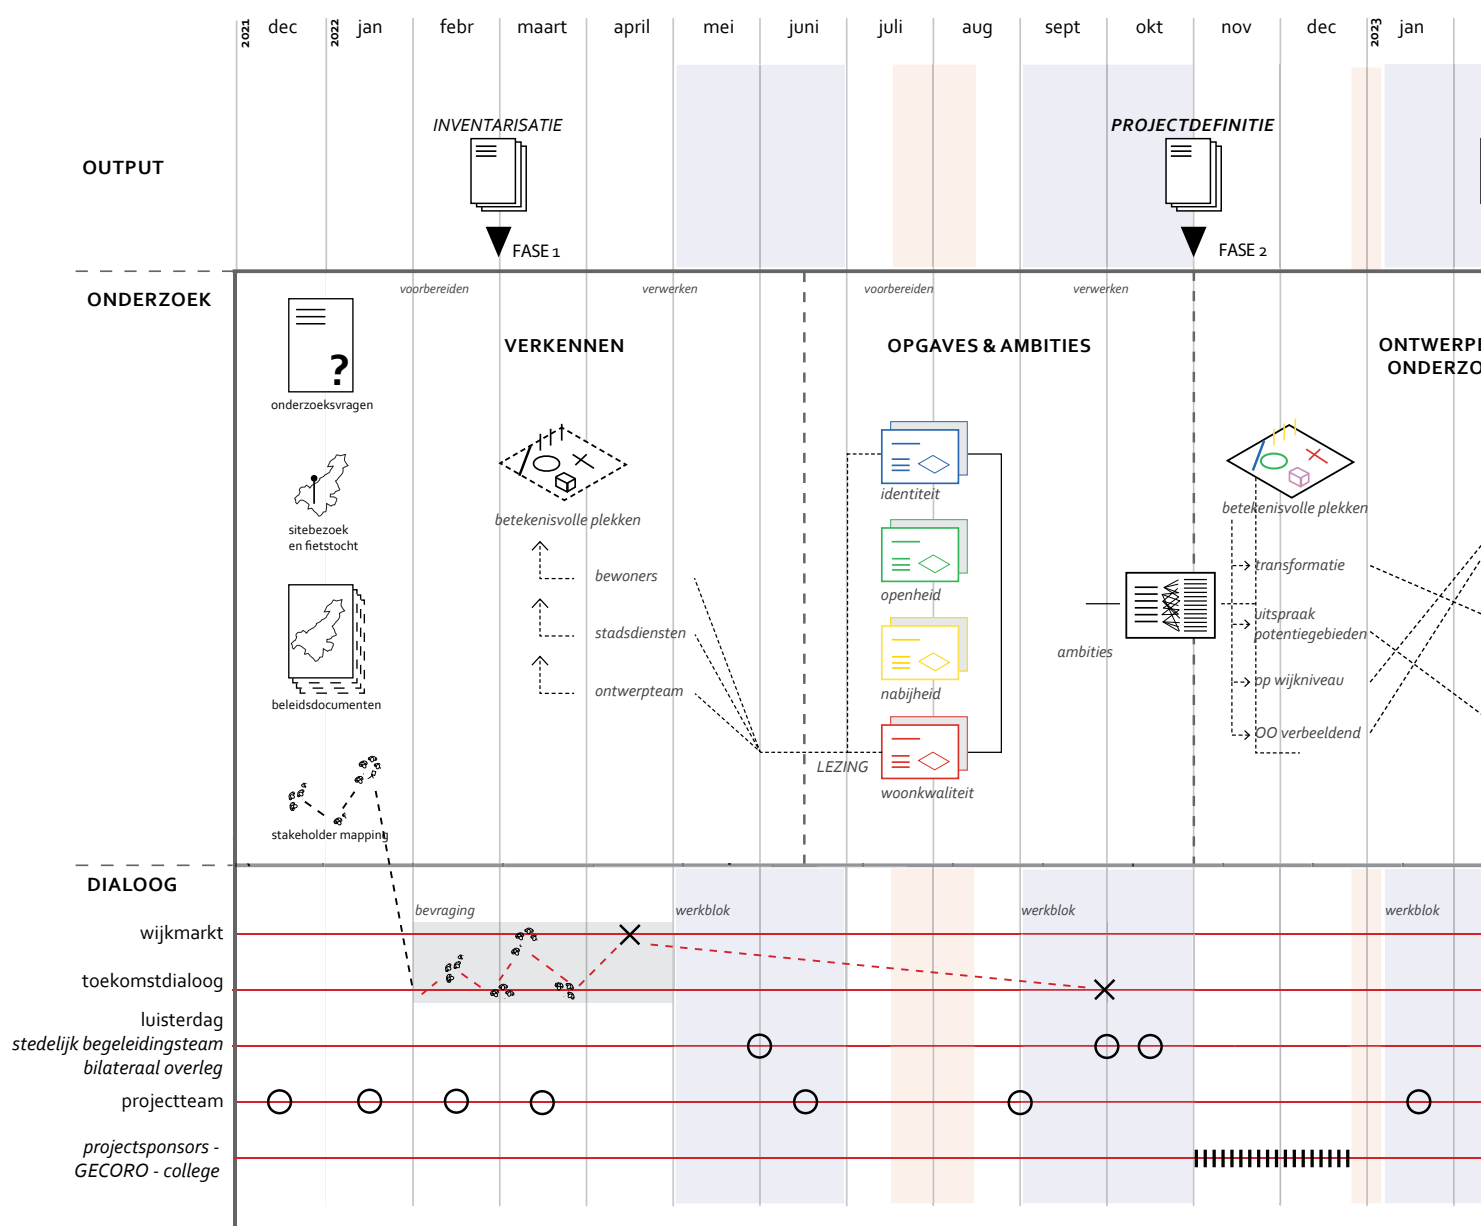 2021 dec 2022 jan febr maart april mei juni juli aug sept okt nov dec 2023 jan
INVENTARISATIE
PROJECTDEFINITIE
OUTPUT
FASE 1
FASE 2
ONDERZOEK
voorbereiden
verwerken
voorbereiden
verwerken
VERKENNEN
OPGAVES & AMBITIES
ONTWERP
ONDERZO
?
onderzoeksvragen
sitebezoek
en fietstocht
beleidsdocumenten
stakeholder mapping
betekenisvolle plekken
bewoners
stadsdiensten
ontwerpteam
LEZING
identiteit
openheid
nabijheid
woonkwaliteit
ambities
betekenisvolle plekken
transformatie
uitspraak
potentiegebieden
op wijkniveau
OO verbeeldend
DIALOOG
bevraging
werkblok
werkblok
werkblok
wijkmarkt
toekomstdialoog
luisterdag
stedelijk begeleidingsteam
bilateraal overleg
projectteam
projectsponsors -
GECORO - college